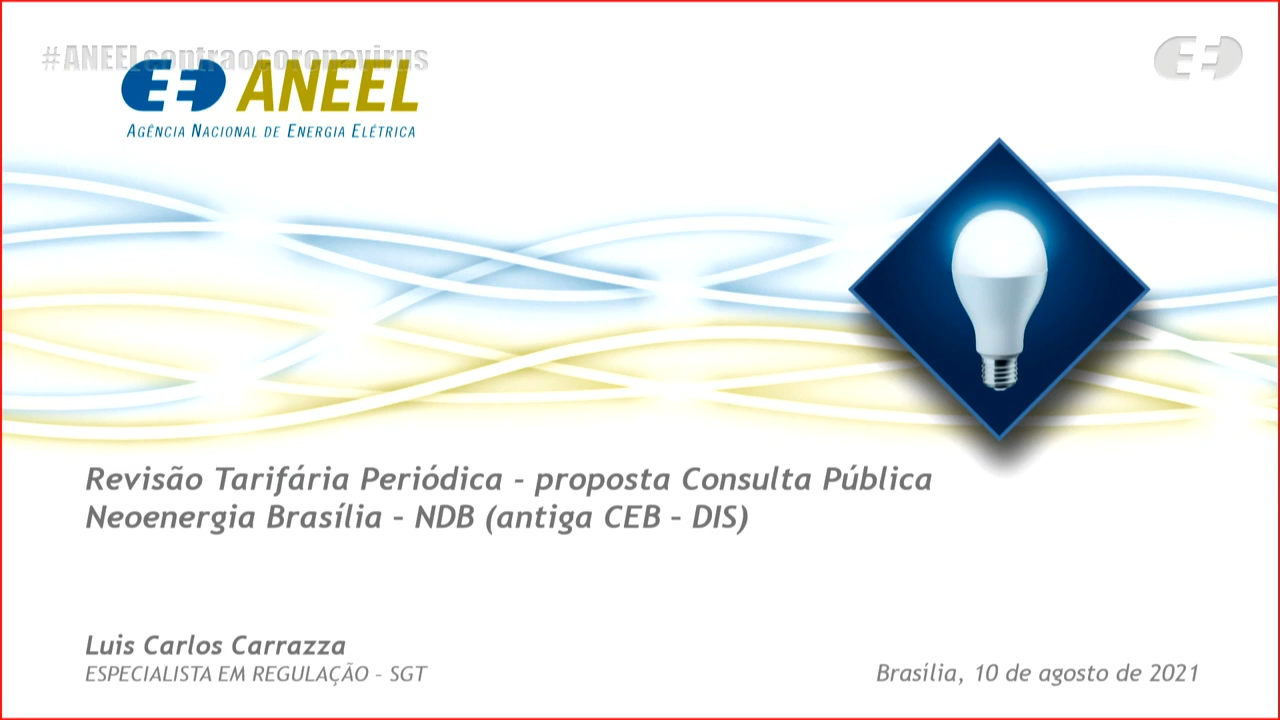 #ANEELcontraocoronavirus
ANEEL
AGÊNCIA NACIONAL DE ENERGIA ELÉTRICA
Revisão Tarifária Periódica – proposta Consulta Pública
Neoenergia Brasília – NDB (antiga CEB – DIS)
Luis Carlos Carrazza
ESPECIALISTA EM REGULAÇÃO – SGT
Brasília, 10 de agosto de 2021